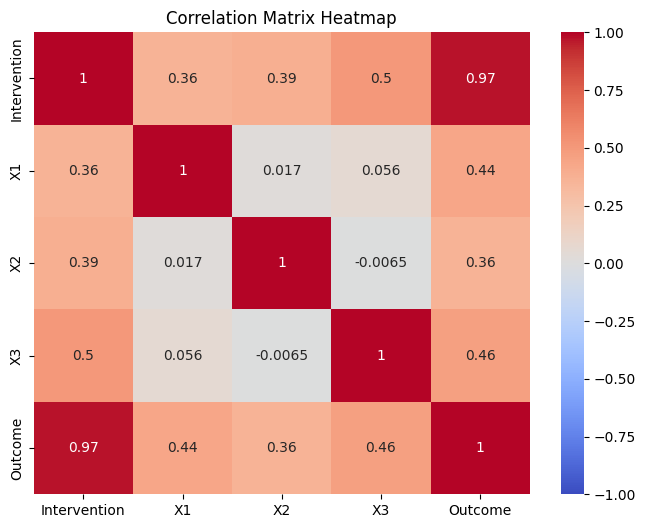 Correlation Matrix Heatmap
Intervention 1 0.36 0.39 0.5 0.97
X1 0.36 1 0.017 0.056 0.44
X2 0.39 0.017 1 -0.0065 0.36
X3 0.5 0.056 -0.0065 1 0.46
Outcome 0.97 0.44 0.36 0.46 1
Intervention X1 X2 X3 Outcome
1.00
0.75
0.50
0.25
0.00
−0.25
−0.50
−0.75
−1.00